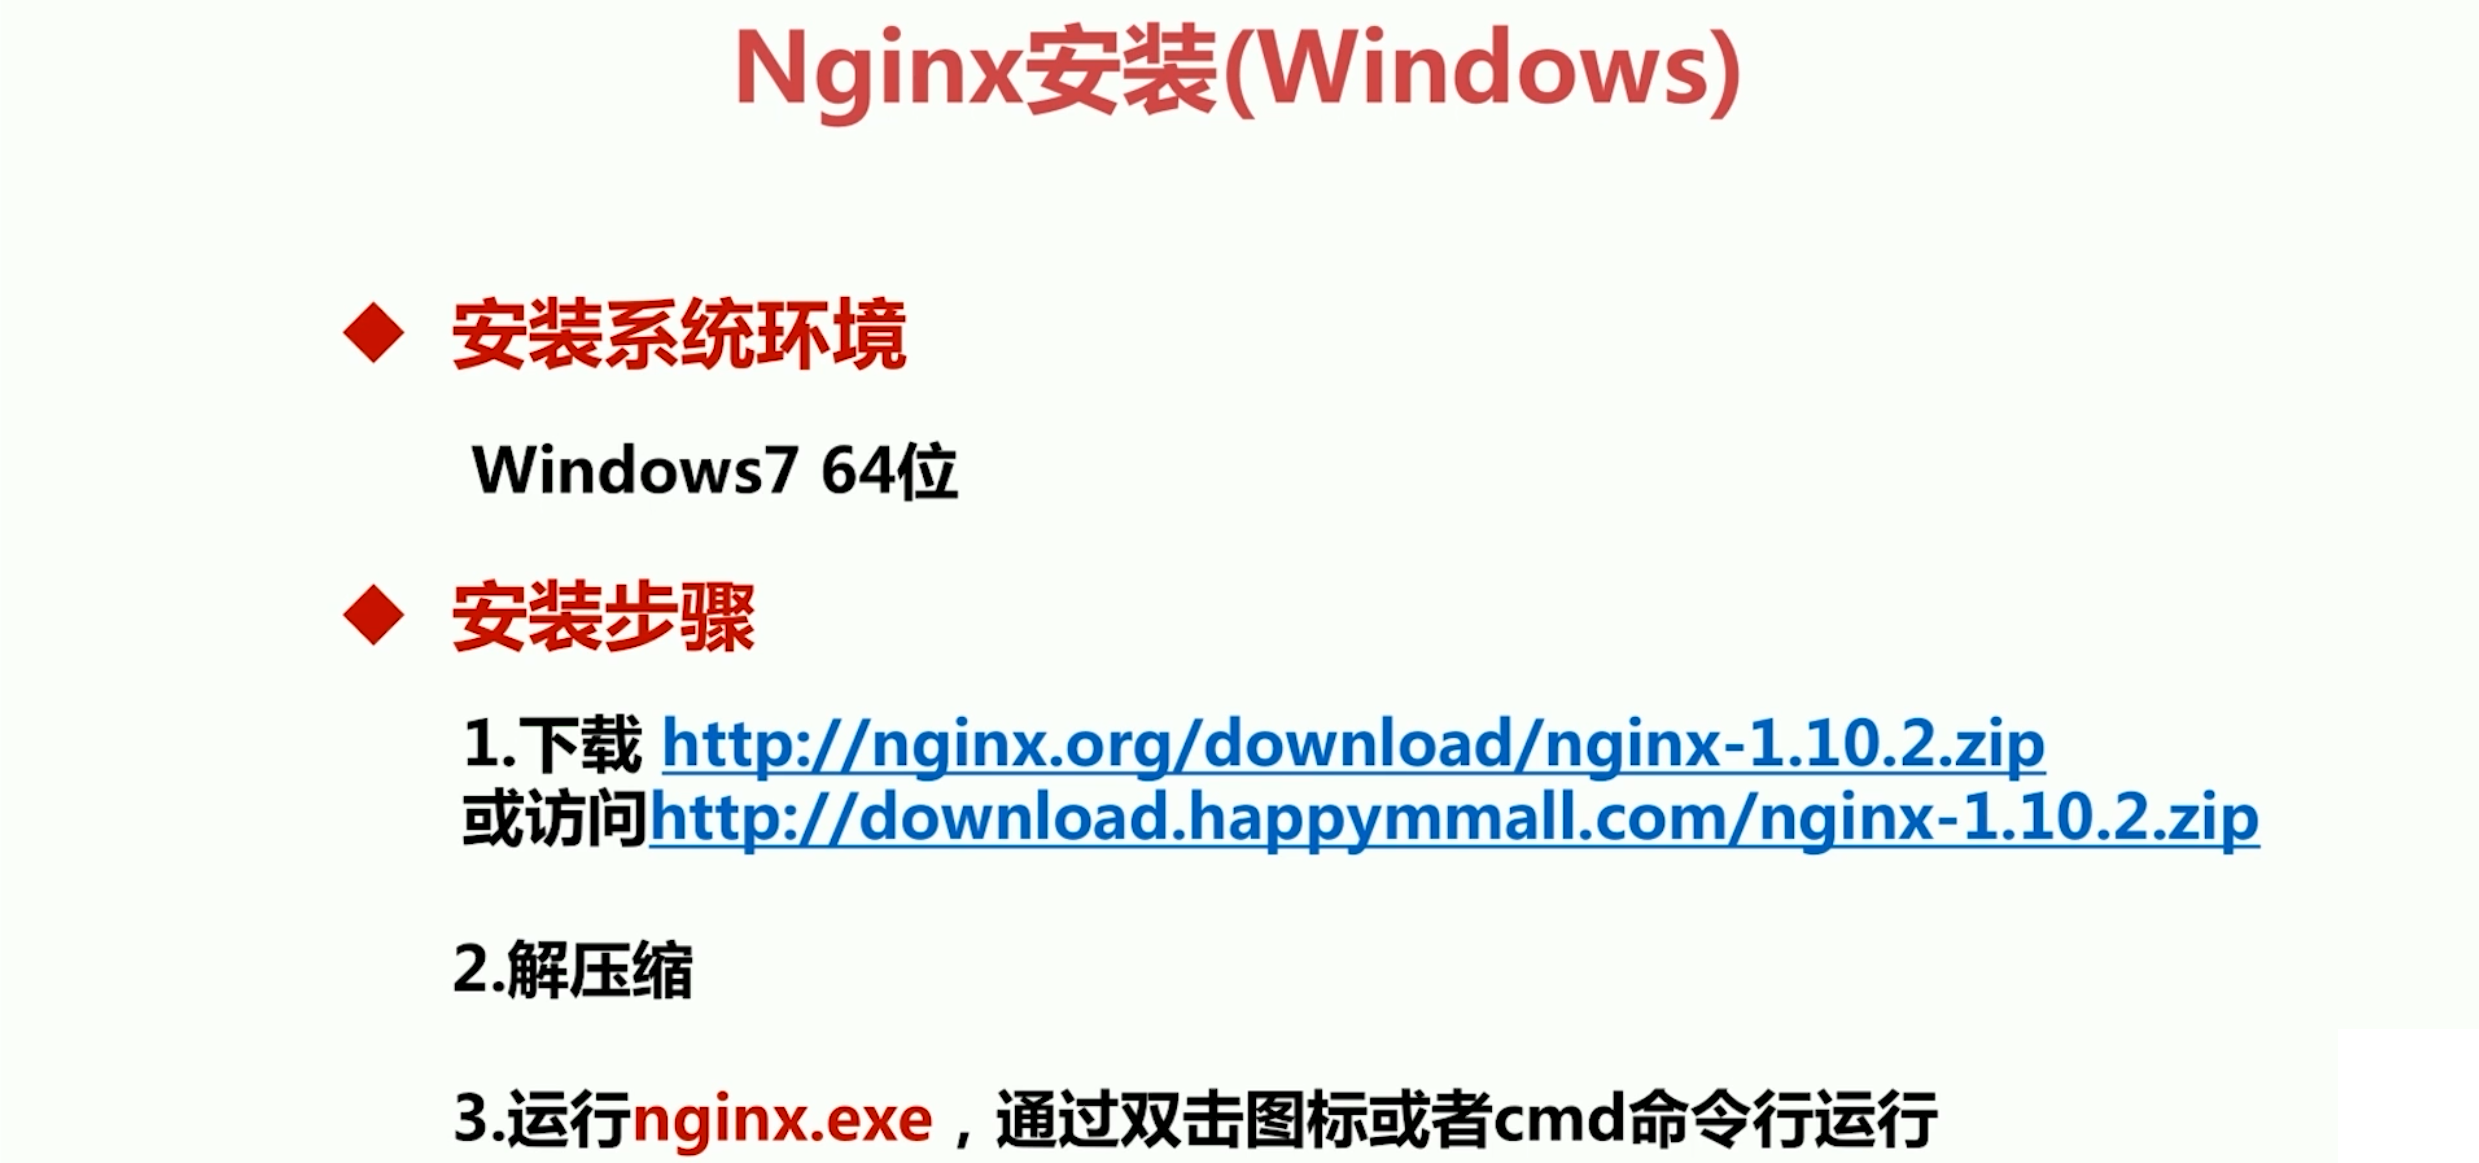 Nginx安装(Windows)
安装系统环境
Windows7 64位
安装步骤
1.下载 http://nginx.org/download/nginx-1.10.2.zip
或访问http://download.happymmall.com/nginx-1.10.2.zip
2.解压缩
3.运行nginx.exe，通过双击图标或者cmd命令行运行